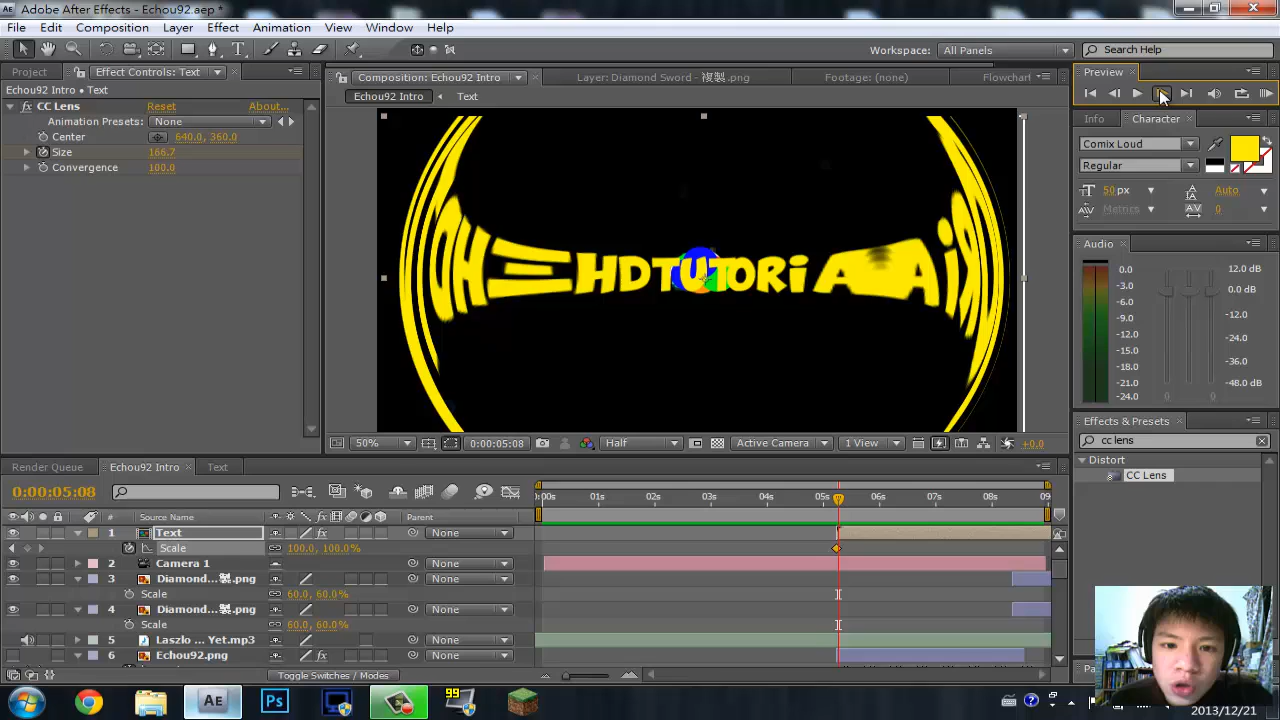 Adobe After Effects - Echou92.aep *
File Edit Composition Layer Effect Animation View Window Help
Workspace: All Panels
Search Help
Project
Effect Controls: Text
Composition: Echou92 Intro
Layer: Diamond Sword - 複製.png
Footage: (none)
Flowchart
Preview
Echou92 Intro • Text
Echou92 Intro
Text
CC Lens
Reset
About...
Animation Presets: None
Center
640.0, 360.0
Size
166.7
Convergence
100.0
HDTUTORiA
Info
Character
Comix Loud
Regular
50 px
Auto
Metrics
0
Audio
0.0
-3.0
-6.0
-9.0
-12.0
-15.0
-18.0
-21.0
-24.0
12.0 dB
0.0 dB
-12.0
-24.0
-36.0
-48.0 dB
Effects & Presets
cc lens
Distort
CC Lens
50%
0:00:05:08
Half
Active Camera
1 View
+0.0
Render Queue
Echou92 Intro
Text
0:00:05:08
0:00s 01s 02s 03s 04s 05s 06s 07s 08s 09
# Source Name
Parent
1 Text None
Scale 100.0, 100.0%
2 Camera 1 None
3 Diamond...製.png None
Scale 60.0, 60.0%
4 Diamond...製.png None
Scale 60.0, 60.0%
5 Laszlo ... Yet.mp3 None
6 Echou92.png None
Toggle Switches / Modes
Ae
Ps
99
2013/12/21